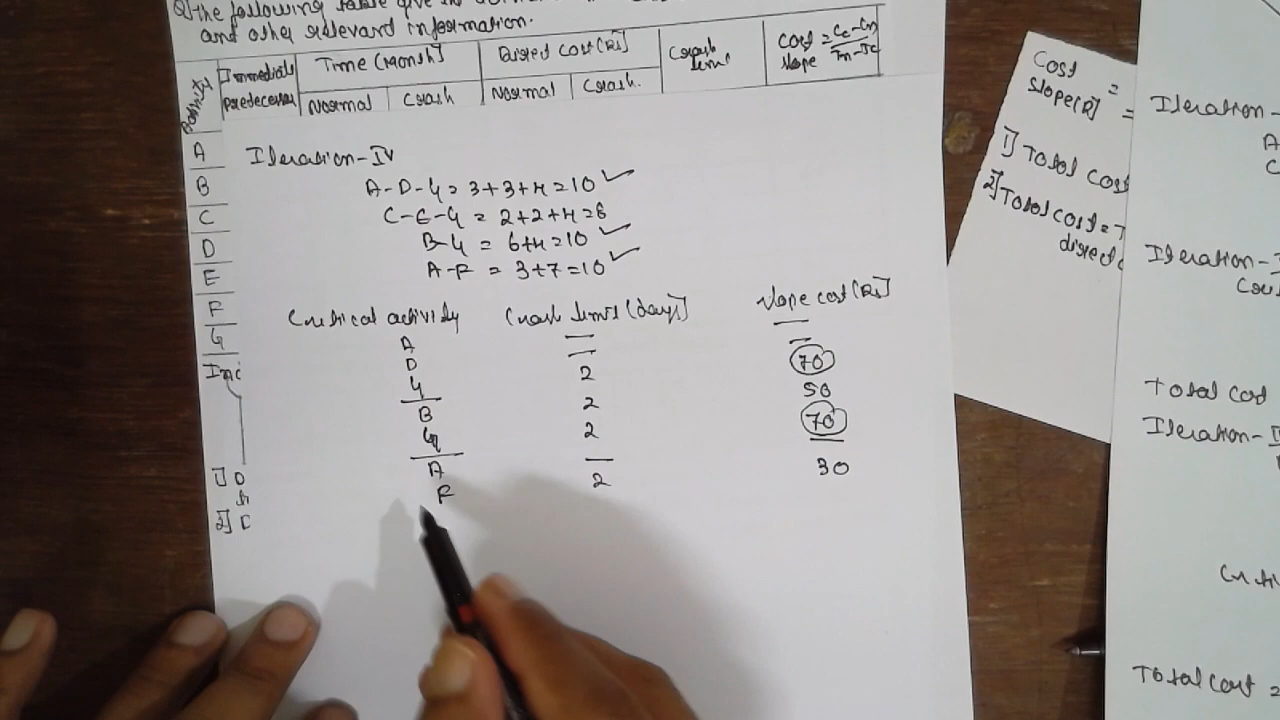 Q) the following table give
and other relevant information.
Activity
Immediate predecessor
Time (Month)
Normal Crash
Direct Cost (Rs)
Normal Crash.
Crash limit
Cost slope = Cc-Cn / Tn-Tc
A
B
C
D
E
F
G
Iteration-IV
A-D-G = 3+3+4=10 ✓
C-E-G = 2+2+4=8
B-G = 6+4=10 ✓
A-F = 3+7=10 ✓
Critical activity Crash limit (days) Slope cost (Rs)
A — —
D 2 70
G 2 50
B 2 70
G — —
A 2 30
F
1]
2]
Cost slope (R) =
=
1] Total Cost
2] Total cost =
direct
Iteration-
A
C
Iteration-
Cou
Total Cost
Iteration-
Total cost =